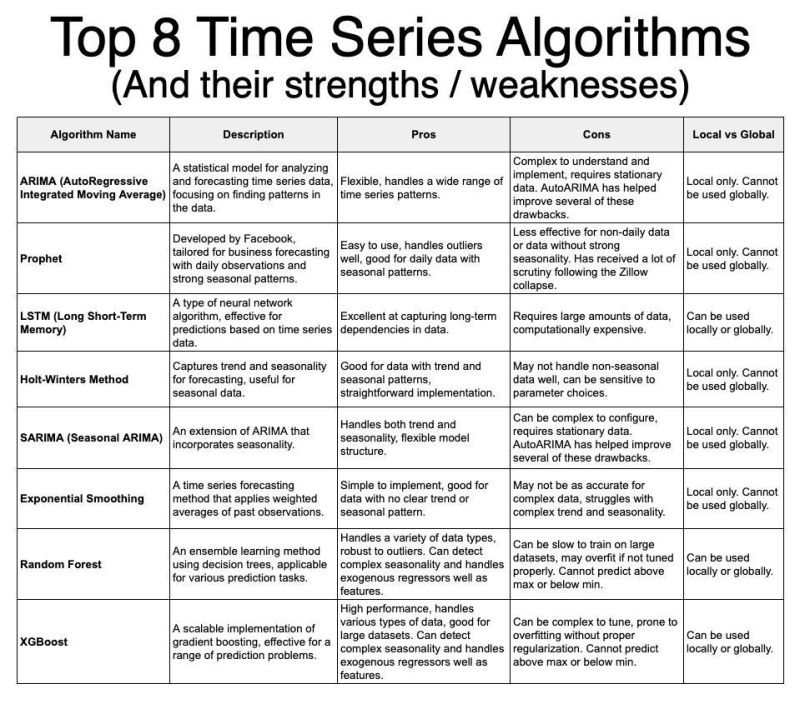 Top 8 Time Series Algorithms
(And their strengths / weaknesses)
Algorithm Name
Description
Pros
Cons
Local vs Global
ARIMA (AutoRegressive
Integrated Moving Average)
A statistical model for analyzing
and forecasting time series data,
focusing on finding patterns in
the data.
Flexible, handles a wide range of
time series patterns.
Complex to understand and
implement, requires stationary
data. AutoARIMA has helped
improve several of these
drawbacks.
Local only. Cannot
be used globally.
Prophet
Developed by Facebook,
tailored for business forecasting
with daily observations and
strong seasonal patterns.
Easy to use, handles outliers
well, good for daily data with
seasonal patterns.
Less effective for non-daily data
or data without strong
seasonality. Has received a lot of
scrutiny following the Zillow
collapse.
Local only. Cannot
be used globally.
LSTM (Long Short-Term
Memory)
A type of neural network
algorithm, effective for
predictions based on time series
data.
Excellent at capturing long-term
dependencies in data.
Requires large amounts of data,
computationally expensive.
Can be used
locally or globally.
Holt-Winters Method
Captures trend and seasonality
for forecasting, useful for
seasonal data.
Good for data with trend and
seasonal patterns,
straightforward implementation.
May not handle non-seasonal
data well, can be sensitive to
parameter choices.
Local only. Cannot
be used globally.
SARIMA (Seasonal ARIMA)
An extension of ARIMA that
incorporates seasonality.
Handles both trend and
seasonality, flexible model
structure.
Can be complex to configure,
requires stationary data.
AutoARIMA has helped improve
several of these drawbacks.
Local only. Cannot
be used globally.
Exponential Smoothing
A time series forecasting
method that applies weighted
averages of past observations.
Simple to implement, good for
data with no clear trend or
seasonal pattern.
May not be as accurate for
complex data, struggles with
complex trend and seasonality.
Local only. Cannot
be used globally.
Random Forest
An ensemble learning method
using decision trees, applicable
for various prediction tasks.
Handles a variety of data types,
robust to outliers. Can detect
complex seasonality and handles
exogenous regressors well as
features.
Can be slow to train on large
datasets, may overfit if not tuned
properly. Cannot predict above
max or below min.
Can be used
locally or globally.
XGBoost
A scalable implementation of
gradient boosting, effective for a
range of prediction problems.
High performance, handles
various types of data, good for
large datasets. Can detect
complex seasonality and handles
exogenous regressors well as
features.
Can be complex to tune, prone to
overfitting without proper
regularization. Cannot predict
above max or below min.
Can be used
locally or globally.